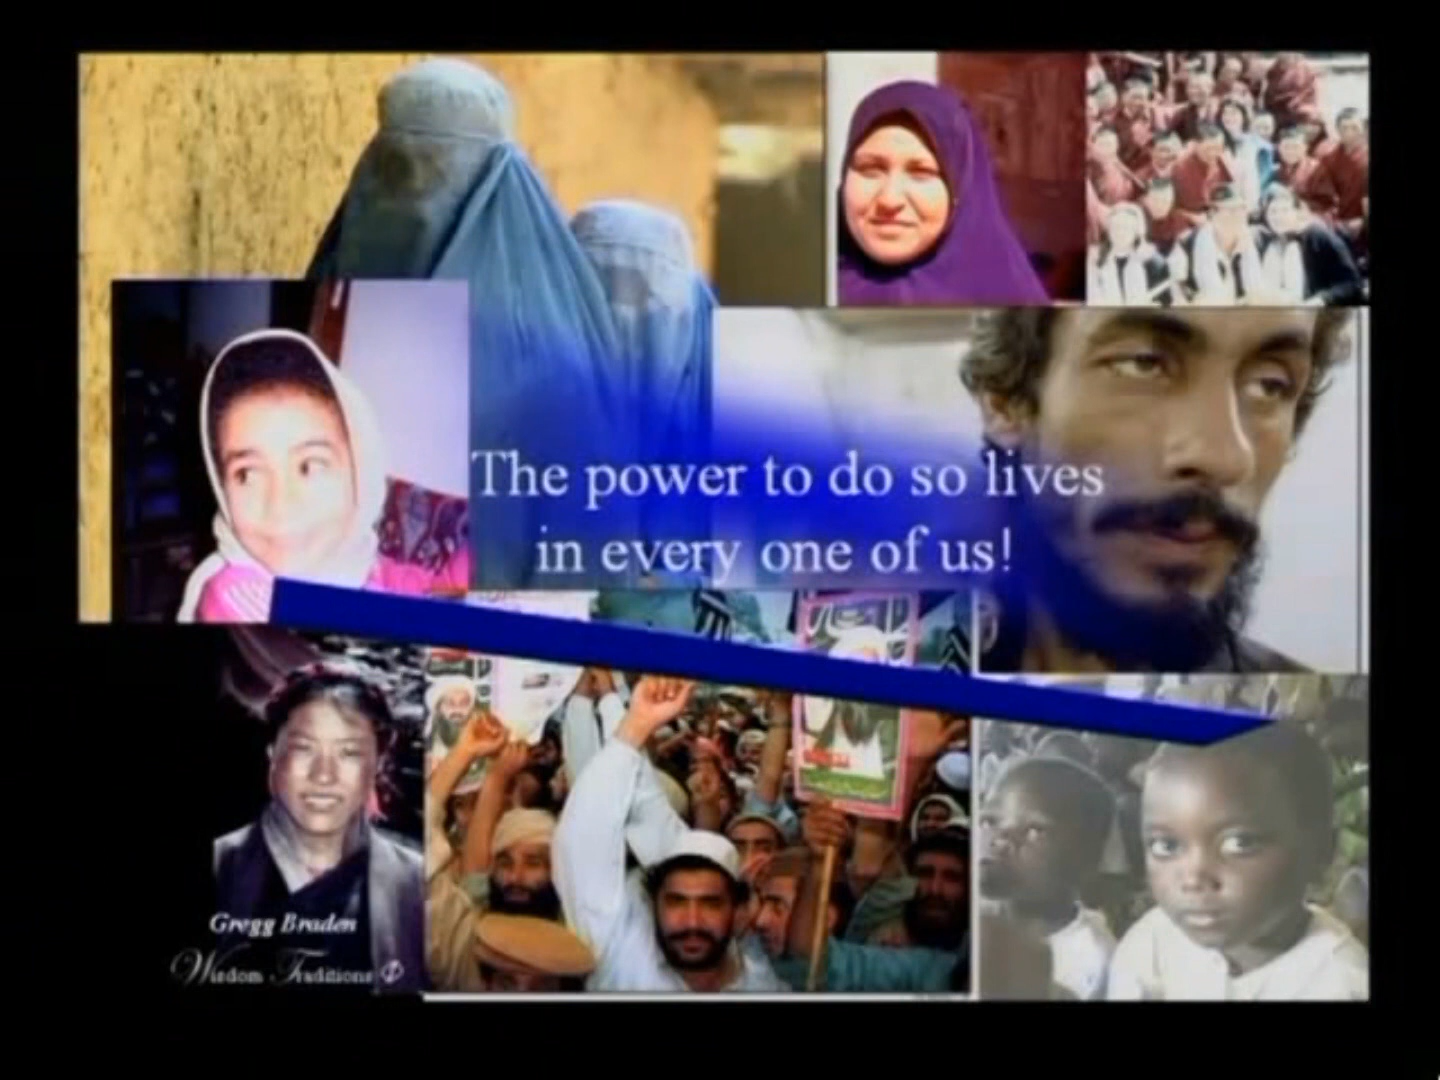 The power to do so lives
in every one of us!
Gregg Braden
Wisdom Traditions